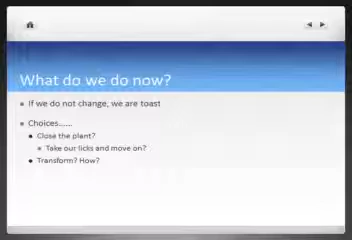 What do we do now?
If we do not change, we are toast
Choices......
Close the plant?
Take our licks and move on?
Transform? How?